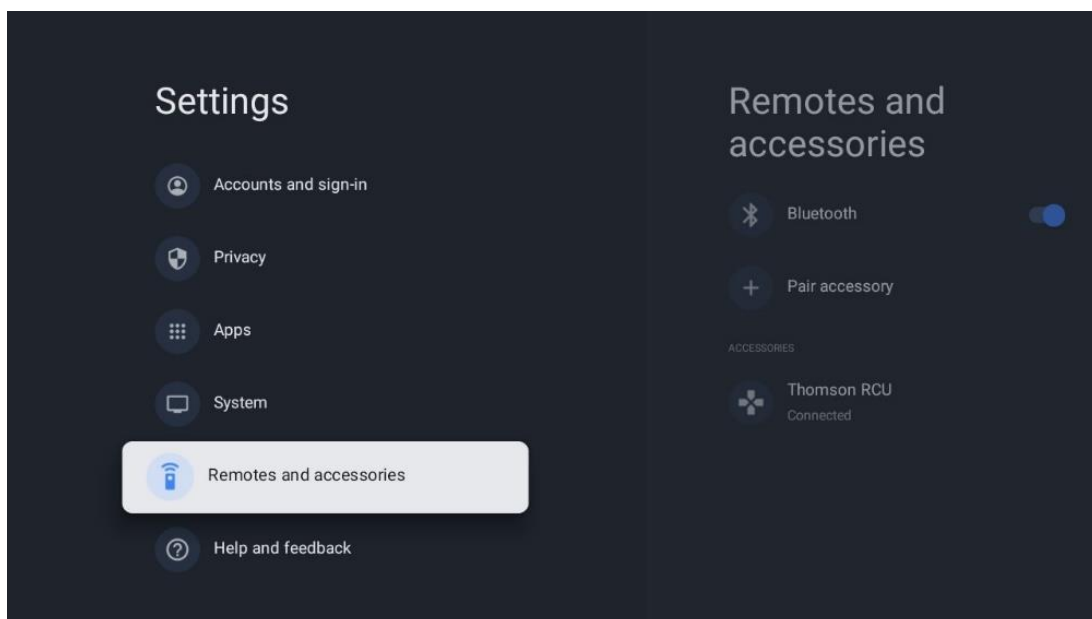 Settings
Accounts and sign-in
Privacy
Apps
System
Remotes and accessories
Help and feedback
Remotes and
accessories
Bluetooth
Pair accessory
ACCESSORIES
Thomson RCU
Connected